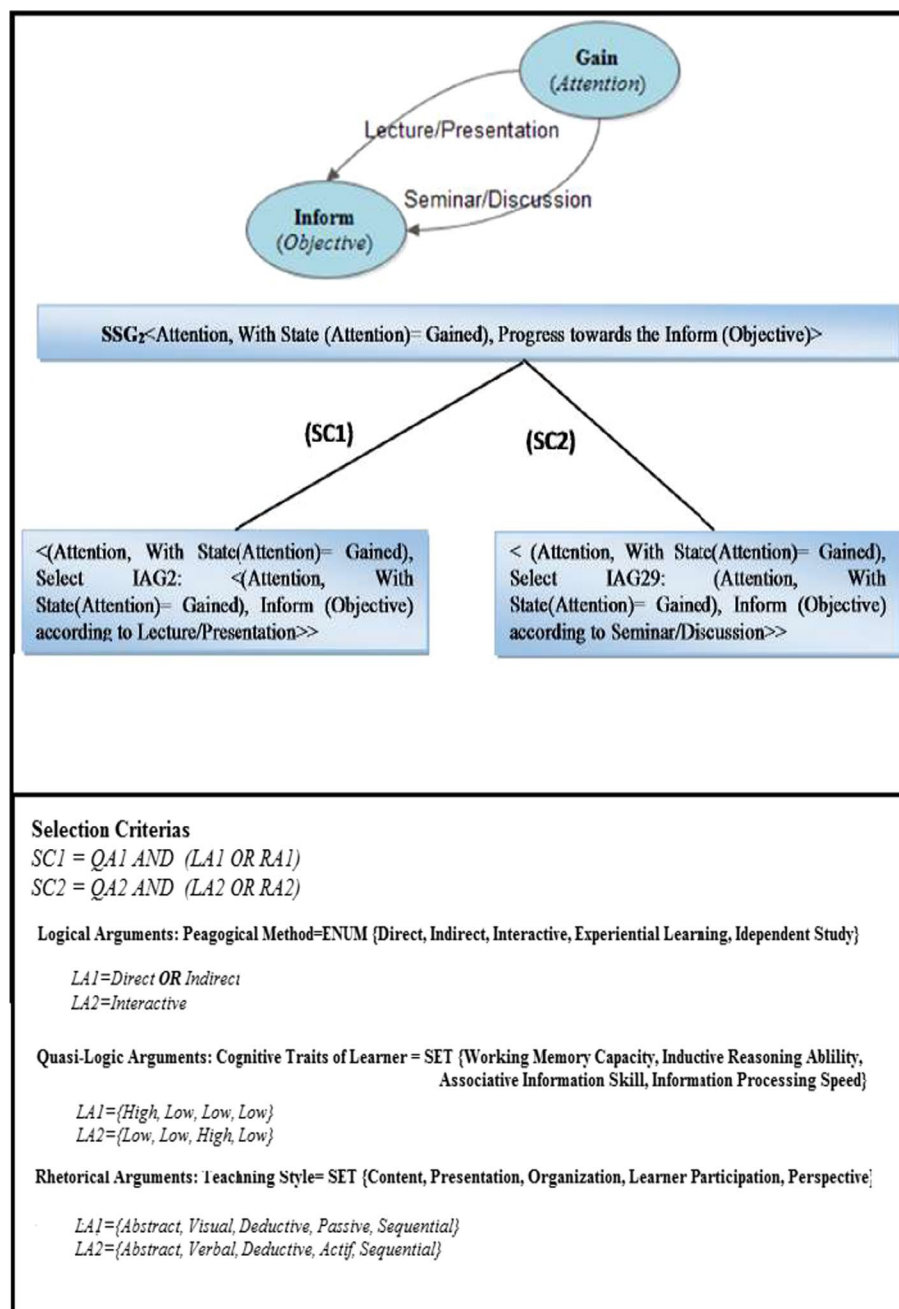 Gain
(Attention)
Lecture/Presentation
Seminar/Discussion
Inform
(Objective)
SSG2<Attention, With State (Attention)= Gained), Progress towards the Inform (Objective)>
(SC1)
(SC2)
<(Attention, With State(Attention)= Gained),
Select IAG2: <(Attention, With
State(Attention)= Gained), Inform (Objective)
according to Lecture/Presentation>>
< (Attention, With State(Attention)= Gained),
Select IAG29: (Attention, With
State(Attention)= Gained), Inform (Objective)
according to Seminar/Discussion>>
Selection Criterias
SC1 = QA1 AND (LA1 OR RA1)
SC2 = QA2 AND (LA2 OR RA2)
Logical Arguments: Peagogical Method=ENUM {Direct, Indirect, Interactive, Experiential Learning, Idependent Study}
LA1=Direct OR Indirect
LA2=Interactive
Quasi-Logic Arguments: Cognitive Traits of Learner = SET {Working Memory Capacity, Inductive Reasoning Ablility,
Associative Information Skill, Information Processing Speed}
LA1={High, Low, Low, Low}
LA2={Low, Low, High, Low}
Rhetorical Arguments: Teachning Style= SET {Content, Presentation, Organization, Learner Participation, Perspective}
LA1={Abstract, Visual, Deductive, Passive, Sequential}
LA2={Abstract, Verbal, Deductive, Actif, Sequential}